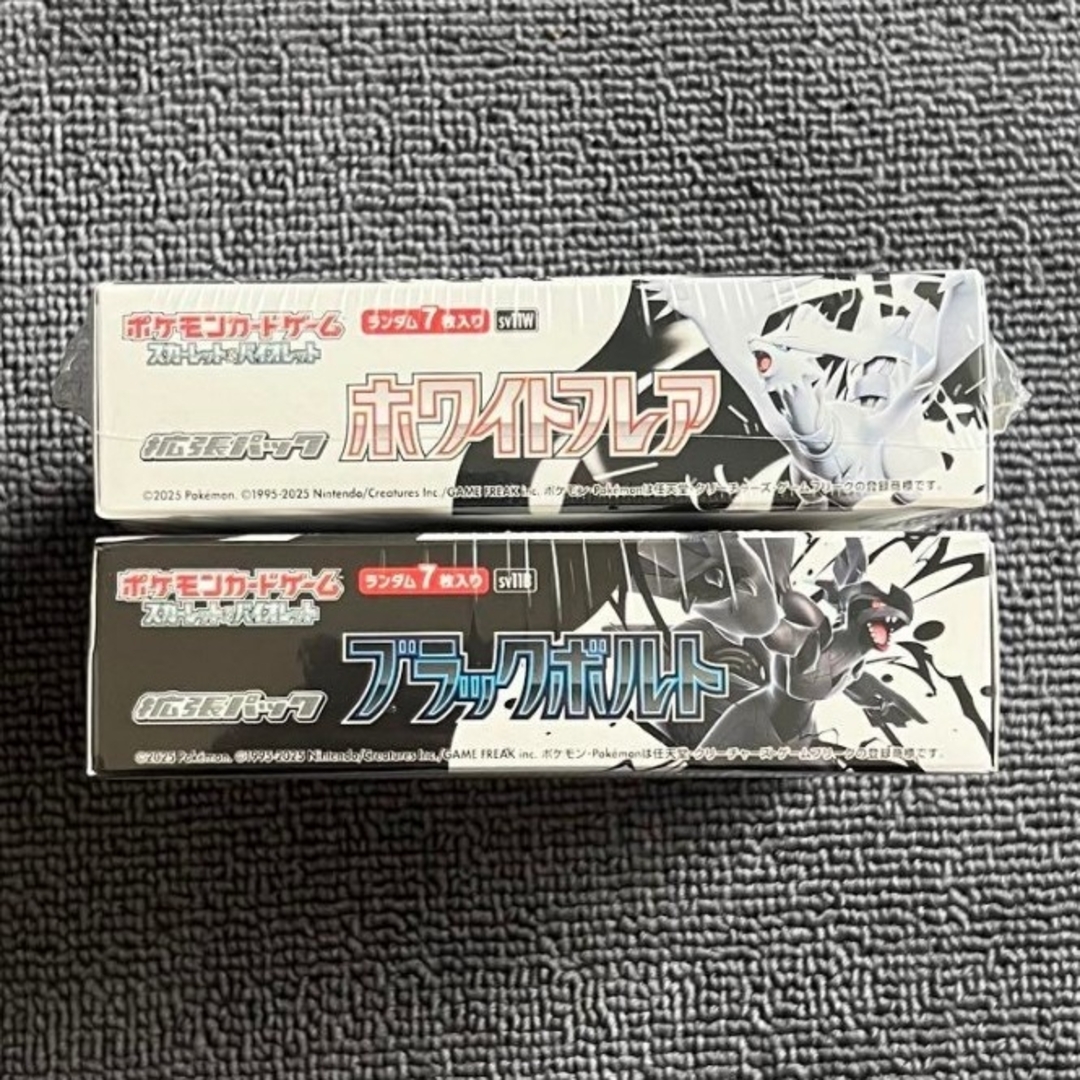 ポケモンカードゲーム ランダム7枚入り SV11W
スカーレット&バイオレット
拡張パック ホワイトフレア
©2025 Pokémon. ©1995-2025 Nintendo/Creatures Inc./GAME FREAK inc. ポケモン・Pokémonは任天堂・クリーチャーズ・ゲームフリークの登録商標です。
ポケモンカードゲーム ランダム7枚入り SV11B
スカーレット&バイオレット
拡張パック ブラックボルト
©2025 Pokémon. ©1995-2025 Nintendo/Creatures Inc./GAME FREAK inc. ポケモン・Pokémonは任天堂・クリーチャーズ・ゲームフリークの登録商標です。